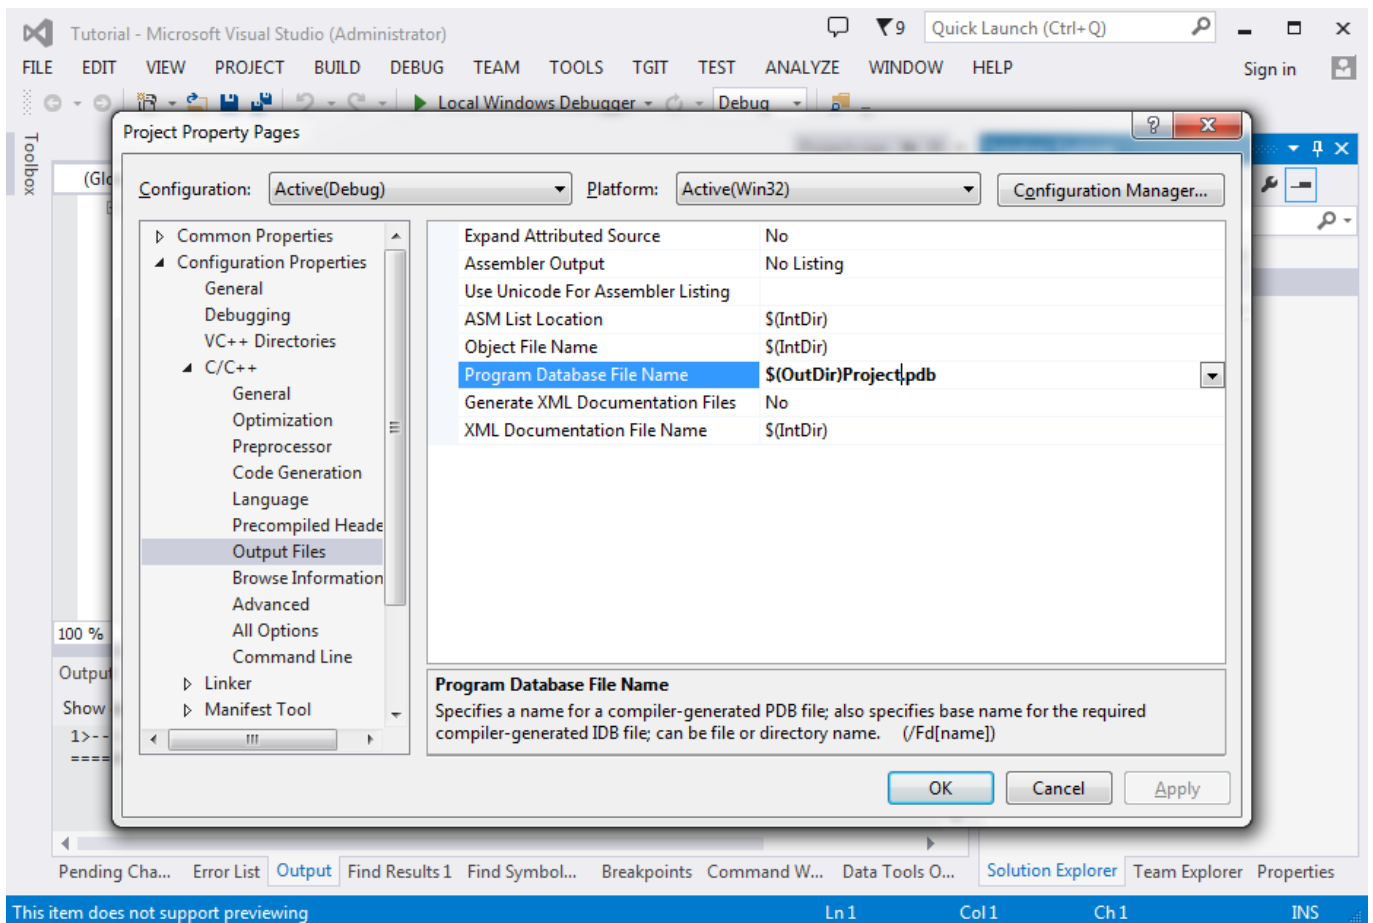 Tutorial - Microsoft Visual Studio (Administrator)
9
Quick Launch (Ctrl+Q)
FILE EDIT VIEW PROJECT BUILD DEBUG TEAM TOOLS TGIT TEST ANALYZE WINDOW HELP
Sign in
Local Windows Debugger
Debug
Toolbox
Project Property Pages
(Glo
Configuration:
Active(Debug)
Platform:
Active(Win32)
Configuration Manager...
Common Properties
Configuration Properties
General
Debugging
VC++ Directories
C/C++
General
Optimization
Preprocessor
Code Generation
Language
Precompiled Heade
Output Files
Browse Information
Advanced
All Options
Command Line
Linker
Manifest Tool
Expand Attributed Source No
Assembler Output No Listing
Use Unicode For Assembler Listing
ASM List Location $(IntDir)
Object File Name $(IntDir)
Program Database File Name $(OutDir)Project.pdb
Generate XML Documentation Files No
XML Documentation File Name $(IntDir)
Program Database File Name
Specifies a name for a compiler-generated PDB file; also specifies base name for the required
compiler-generated IDB file; can be file or directory name. (/Fd[name])
OK
Cancel
Apply
100 %
Output
Show
1>--
====
Pending Cha... Error List Output Find Results 1 Find Symbol... Breakpoints Command W... Data Tools O...
Solution Explorer Team Explorer Properties
This item does not support previewing
Ln 1 Col 1 Ch 1 INS